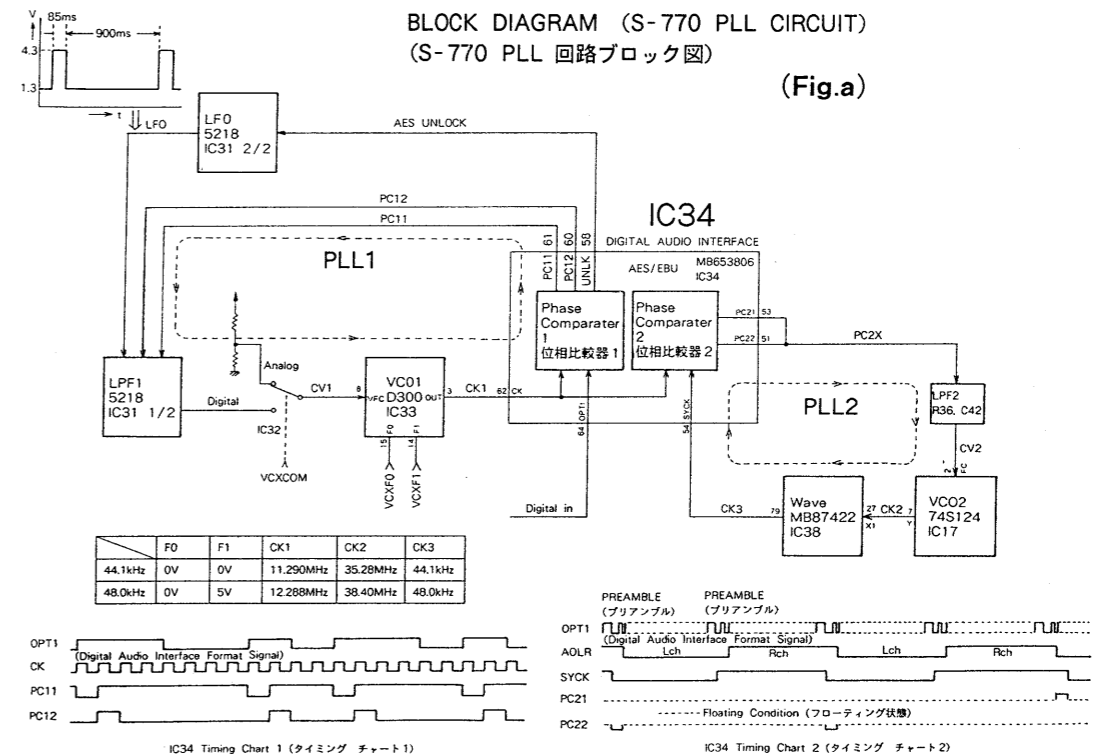 BLOCK DIAGRAM (S-770 PLL CIRCUIT)
(S-770 PLL 回路ブロック図)
(Fig.a)
V
85ms
900ms
4.3
1.3
t
LFO
LFO
5218
IC31 2/2
AES UNLOCK
PC12
PC11
PLL1
IC34
DIGITAL AUDIO INTERFACE
AES/EBU
MB653806
IC34
PC11 61
PC12 60
UNLK 58
Phase
Comparater
1
位相比較器1
Phase
Comparater
2
位相比較器2
PC21 53
PC22 51
PC2X
LPF1
5218
IC31 1/2
Analog
Digital
IC32
VCXCOM
CV1
8
VFC
VCO1
D300
IC33
OUT
3
F0
F1
15
14
VCXF0
VCXF1
CK1
62
CK
64 OPT1
54 SYCK
Digital in
PLL2
LPF2
R36, C42
CV2
2
FC
VCO2
74S124
IC17
7
Y
CK2
27
X1
Wave
MB87422
IC38
79
CK3
F0 F1 CK1 CK2 CK3
44.1kHz 0V 0V 11.290MHz 35.28MHz 44.1kHz
48.0kHz 0V 5V 12.288MHz 38.40MHz 48.0kHz
OPT1
(Digital Audio Interface Format Signal)
CK
PC11
PC12
IC34 Timing Chart 1 (タイミング チャート1)
PREAMBLE
(プリアンブル)
PREAMBLE
(プリアンブル)
OPT1
(Digital Audio Interface Format Signal)
AOLR
Lch
Rch
Lch
Rch
SYCK
PC21
Floating Condition (フローティング状態)
PC22
IC34 Timing Chart 2 (タイミング チャート2)